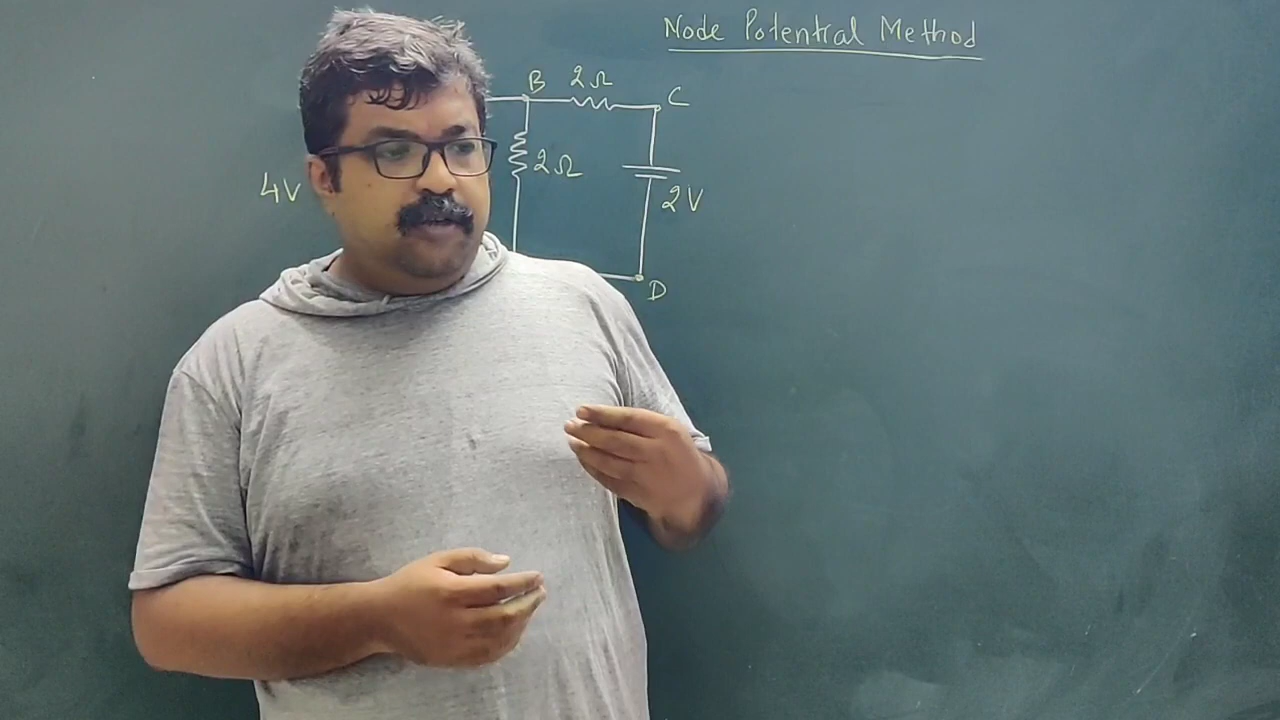 Node Potential Method
B 2Ω C
4V 2Ω 2V
D